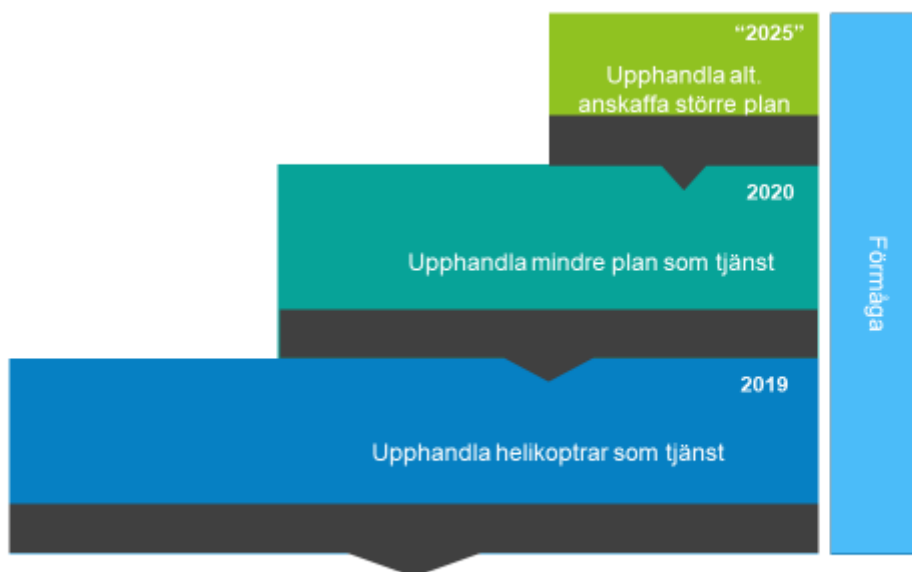 “2025”
Upphandla alt.
anskaffa större plan
2020
Upphandla mindre plan som tjänst
2019
Upphandla helikoptrar som tjänst
Förmåga